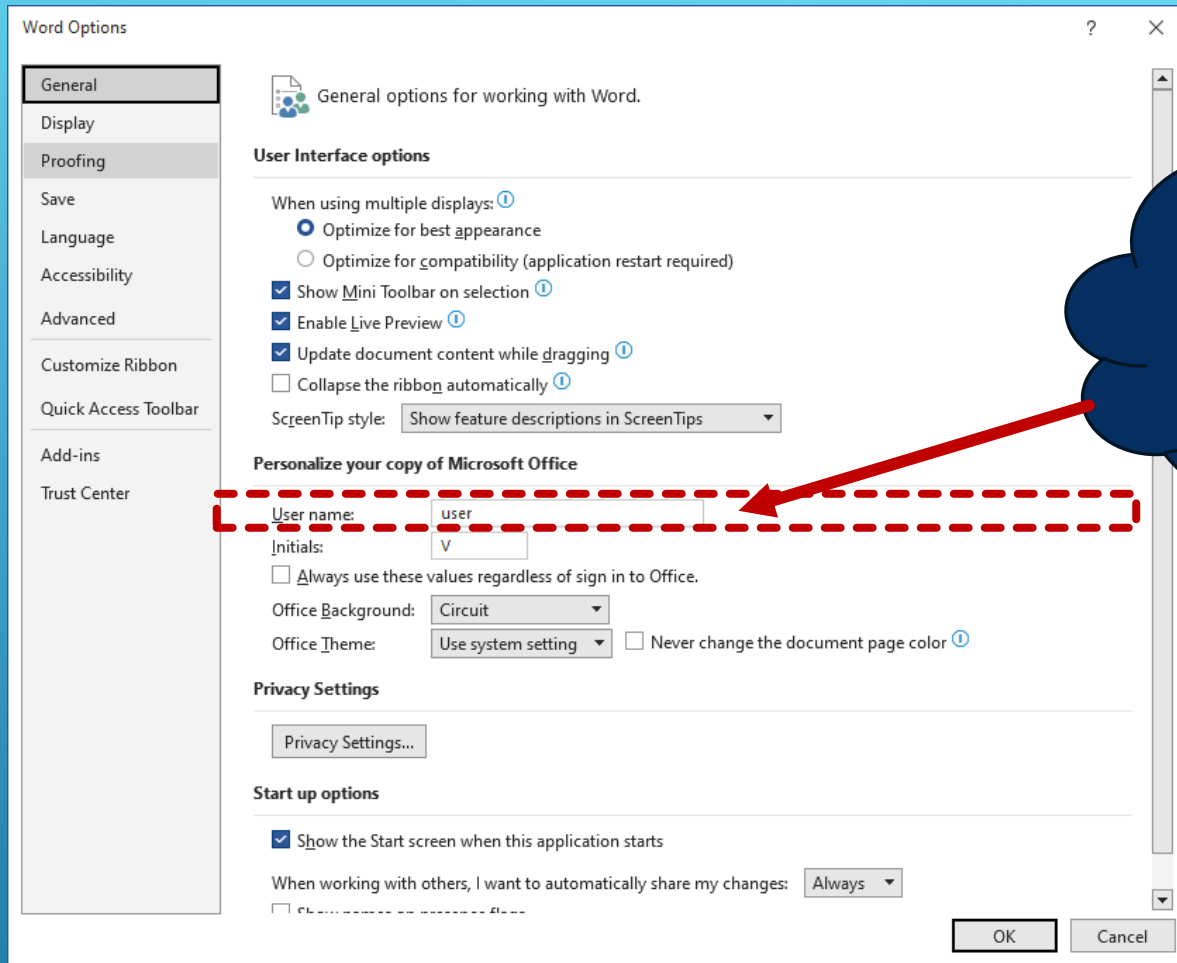 Word Options
?
General
Display
Proofing
Save
Language
Accessibility
Advanced
Customize Ribbon
Quick Access Toolbar
Add-ins
Trust Center
General options for working with Word.
User Interface options
When using multiple displays:
Optimize for best appearance
Optimize for compatibility (application restart required)
Show Mini Toolbar on selection
Enable Live Preview
Update document content while dragging
Collapse the ribbon automatically
ScreenTip style: Show feature descriptions in ScreenTips
Personalize your copy of Microsoft Office
User name: user
Initials: V
Always use these values regardless of sign in to Office.
Office Background: Circuit
Office Theme: Use system setting Never change the document page color
Privacy Settings
Privacy Settings...
Start up options
Show the Start screen when this application starts
When working with others, I want to automatically share my changes: Always
Show names on presence flags
OK Cancel